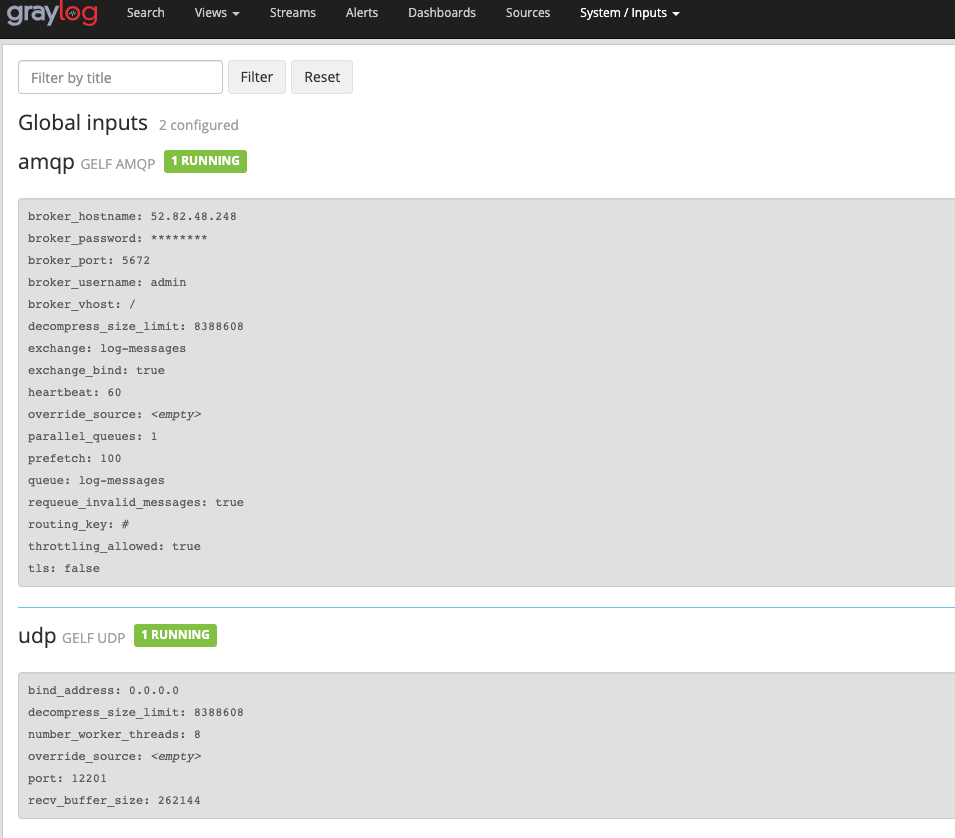 graylog Search Views Streams Alerts Dashboards Sources System / Inputs
Filter by title Filter Reset
Global inputs 2 configured
amqp GELF AMQP 1 RUNNING
broker_hostname: 52.82.48.248
broker_password: ********
broker_port: 5672
broker_username: admin
broker_vhost: /
decompress_size_limit: 8388608
exchange: log-messages
exchange_bind: true
heartbeat: 60
override_source: <empty>
parallel_queues: 1
prefetch: 100
queue: log-messages
requeue_invalid_messages: true
routing_key: #
throttling_allowed: true
tls: false
udp GELF UDP 1 RUNNING
bind_address: 0.0.0.0
decompress_size_limit: 8388608
number_worker_threads: 8
override_source: <empty>
port: 12201
recv_buffer_size: 262144